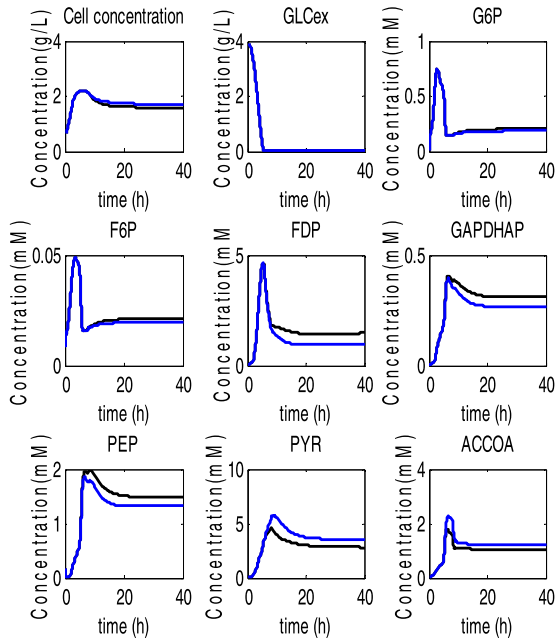 Cell concentration
GLCex
G6P
Concentration(g/L)
4
2
0
0
20
40
time (h)
Concentration(g/L)
4
2
0
0
20
40
time (h)
Concentration(mM)
1
0.5
0
0
20
40
time (h)
F6P
FDP
GAPDHAP
Concentration(mM)
0.05
0
0
20
40
time (h)
Concentration(mM
5
0
0
20
40
time (h)
Concentration(mM)
0.5
0
0
20
40
time (h)
PEP
PYR
ACCOA
Concentration(mM)
2
1
0
0
20
40
time (h)
Concentration(mM)
10
5
0
0
20
40
time (h)
Concentration(mM)
4
2
0
0
20
40
time (h)